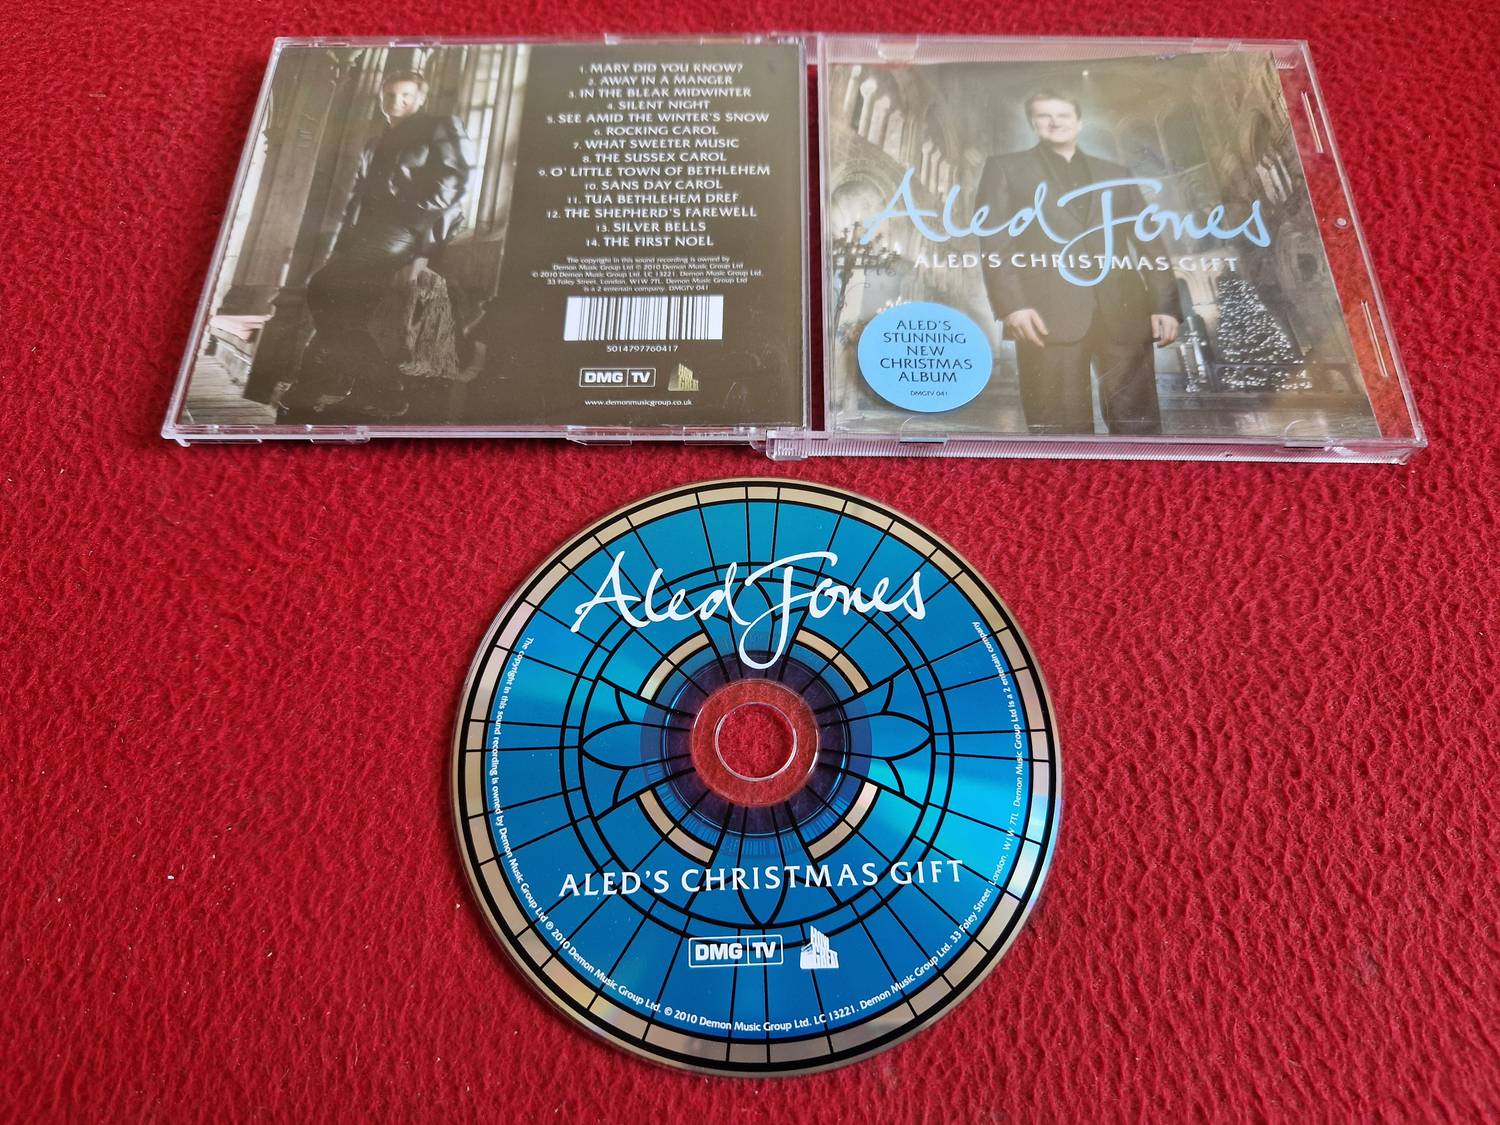 1. MARY DID YOU KNOW?
2. AWAY IN A MANGER
3. IN THE BLEAK MIDWINTER
4. SILENT NIGHT
5. SEE AMID THE WINTER'S SNOW
6. ROCKING CAROL
7. WHAT SWEETER MUSIC
8. THE SUSSEX CAROL
9. O' LITTLE TOWN OF BETHLEHEM
10. SANS DAY CAROL
11. TUA BETHLEHEM DREF
12. THE SHEPHERD'S FAREWELL
13. SILVER BELLS
14. THE FIRST NOEL
The copyright in this sound recording is owned by
Demon Music Group Ltd ℗ 2010 Demon Music Group Ltd
© 2010 Demon Music Group Ltd. LC 13221. Demon Music Group Ltd.
33 Foley Street, London. W1W 7TL. Demon Music Group Ltd
is a 2 entertain company. DMGTV 041
5014797760417
DMG TV
www.demonmusicgroup.co.uk
Aled Jones
ALED'S CHRISTMAS GIFT
ALED'S
STUNNING
NEW
CHRISTMAS
ALBUM
DMGTV 041
Aled Jones
ALED'S CHRISTMAS GIFT
DMG TV
The copyright in this sound recording is owned by Demon Music Group Ltd ℗ 2010 Demon Music Group Ltd. © 2010 Demon Music Group Ltd. LC 13221. Demon Music Group Ltd. 33 Foley Street, London. W1W 7TL. Demon Music Group Ltd is a 2 entertain company